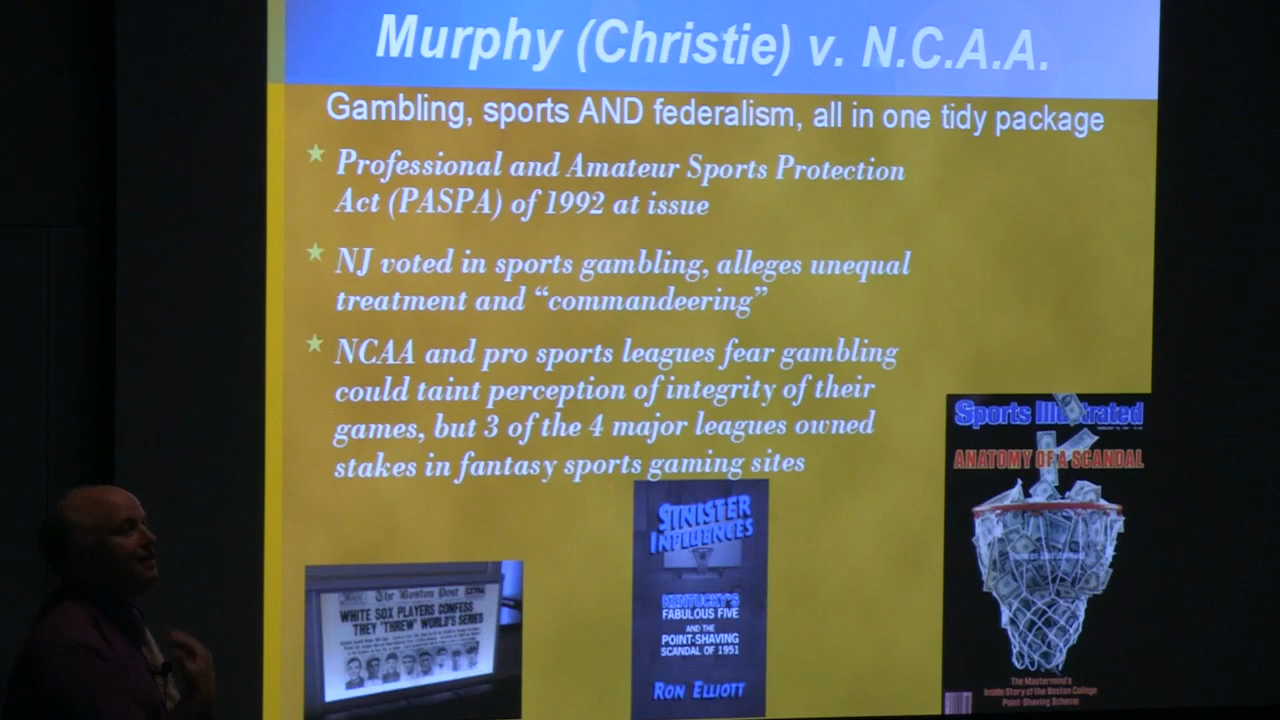 Murphy (Christie) v. N.C.A.A.
Gambling, sports AND federalism, all in one tidy package
Professional and Amateur Sports Protection
Act (PASPA) of 1992 at issue
NJ voted in sports gambling, alleges unequal
treatment and “commandeering”
NCAA and pro sports leagues fear gambling
could taint perception of integrity of their
games, but 3 of the 4 major leagues owned
stakes in fantasy sports gaming sites
The Boston Post EXTRA
WHITE SOX PLAYERS CONFESS
THEY 'THREW' WORLD'S SERIES
SINISTER
INFLUENCES
KENTUCKY'S
FABULOUS FIVE
AND THE
POINT-SHAVING
SCANDAL OF 1951
RON ELLIOTT
Sports Illustrated
ANATOMY OF A SCANDAL
The Mastermind's
Inside Story of the Boston College
Point-Shaving Scheme